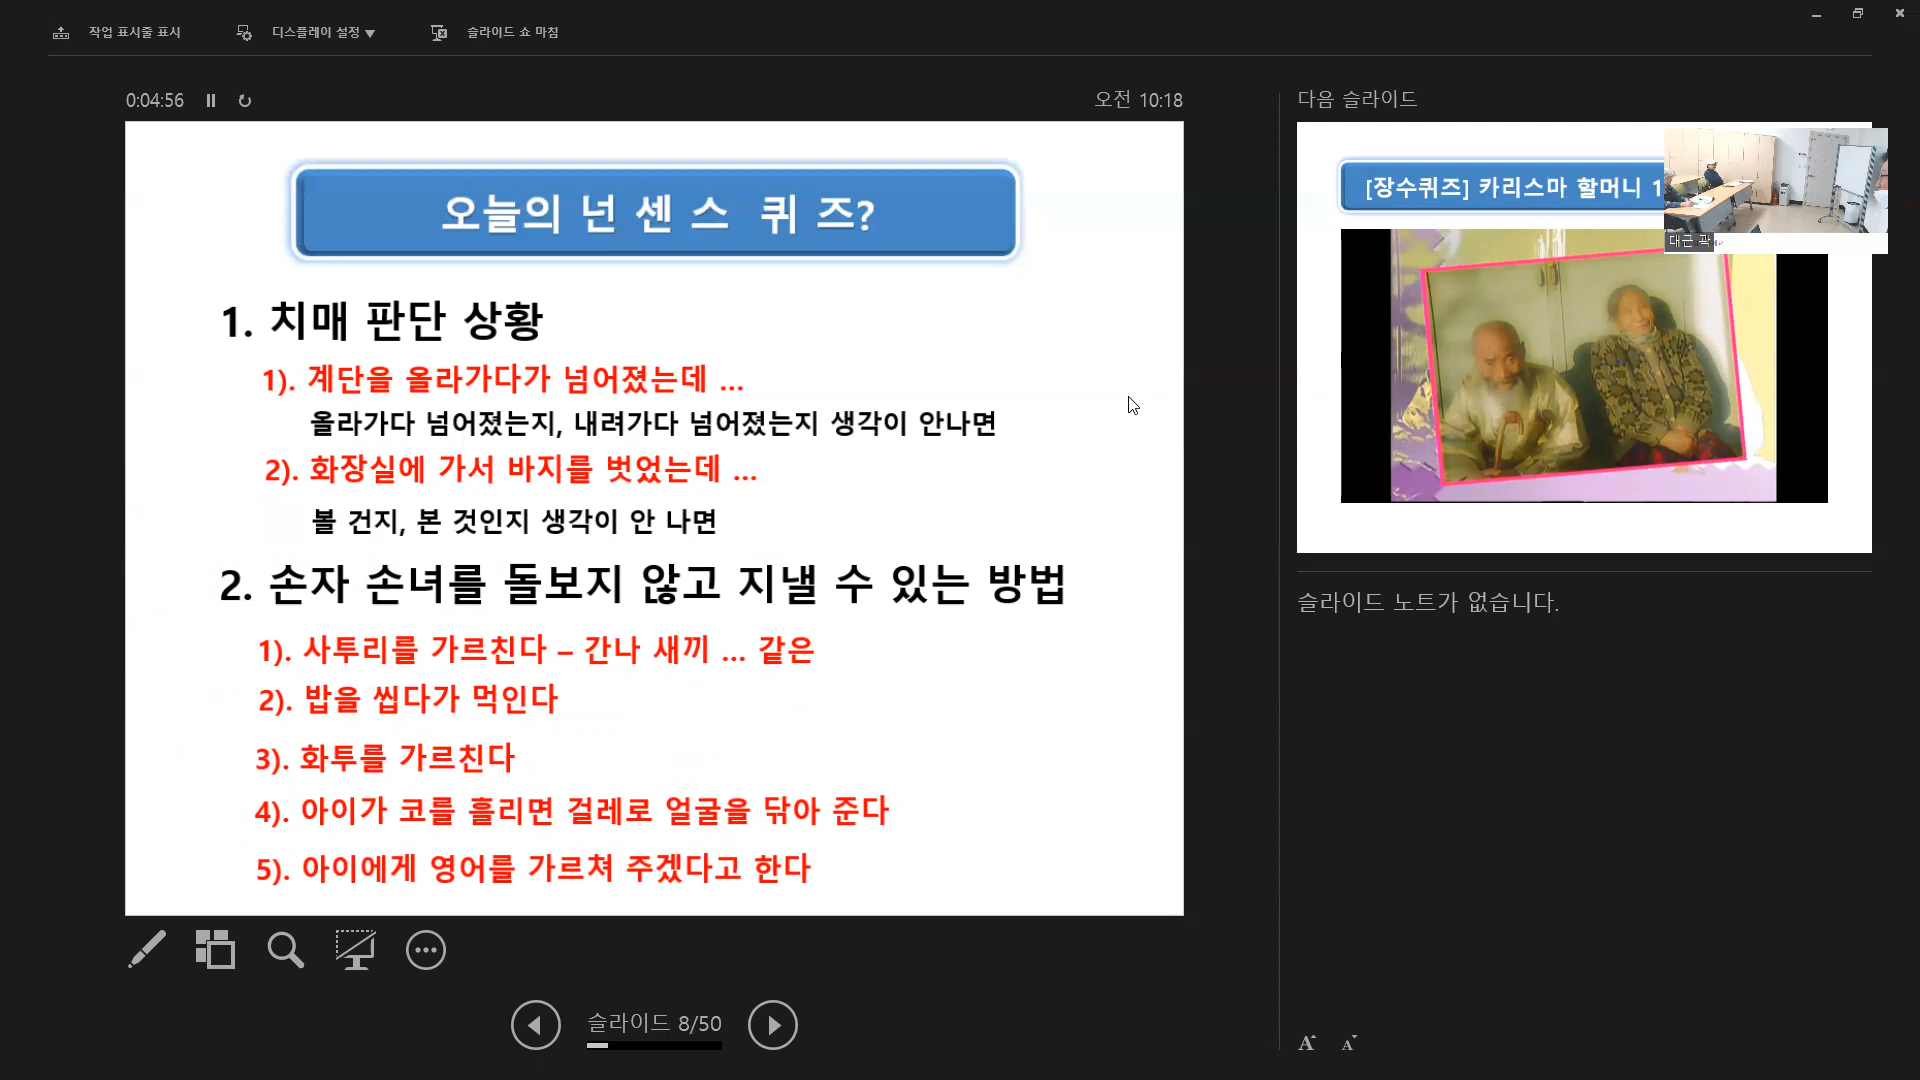 작업 표시줄 표시
디스플레이 설정 ▼
슬라이드 쇼 마침
0:04:56
오전 10:18
다음 슬라이드
오늘의 넌 센 스 퀴 즈?
1. 치매 판단 상황
1). 계단을 올라가다가 넘어졌는데 ...
올라가다 넘어졌는지, 내려가다 넘어졌는지 생각이 안나면
2). 화장실에 가서 바지를 벗었는데 ...
볼 건지, 본 것인지 생각이 안 나면
2. 손자 손녀를 돌보지 않고 지낼 수 있는 방법
1). 사투리를 가르친다 – 간나 새끼 ... 같은
2). 밥을 씹다가 먹인다
3). 화투를 가르친다
4). 아이가 코를 흘리면 걸레로 얼굴을 닦아 준다
5). 아이에게 영어를 가르쳐 주겠다고 한다
[장수퀴즈] 카리스마 할머니 1
대근 곽
슬라이드 노트가 없습니다.
슬라이드 8/50
A A